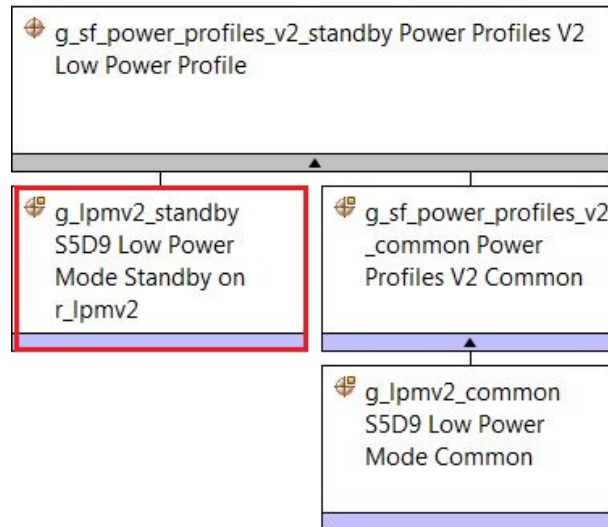 g_sf_power_profiles_v2_standby Power Profiles V2
Low Power Profile
g_lpmv2_standby
S5D9 Low Power
Mode Standby on
r_lpmv2
g_sf_power_profiles_v2
_common Power
Profiles V2 Common
g_lpmv2_common
S5D9 Low Power
Mode Common